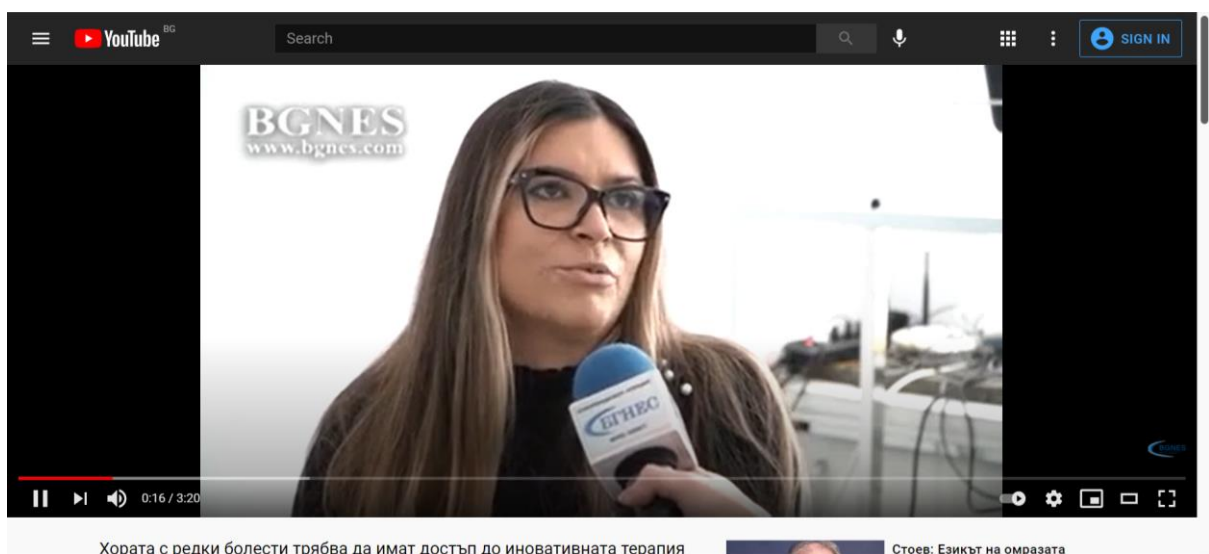 YouTube BG
Search
SIGN IN
BGNES
www.bgnes.com
БГНЕС
BGNES
0:16 / 3:20
Хората с редки болести трябва да имат достъп до иновативната терапия
Стоев: Езикът на омразата